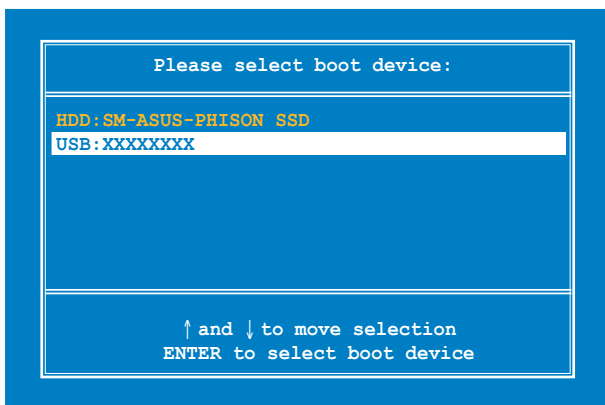 Please select boot device:
HDD:SM-ASUS-PHISON SSD
USB:XXXXXXXX
↑ and ↓ to move selection
ENTER to select boot device